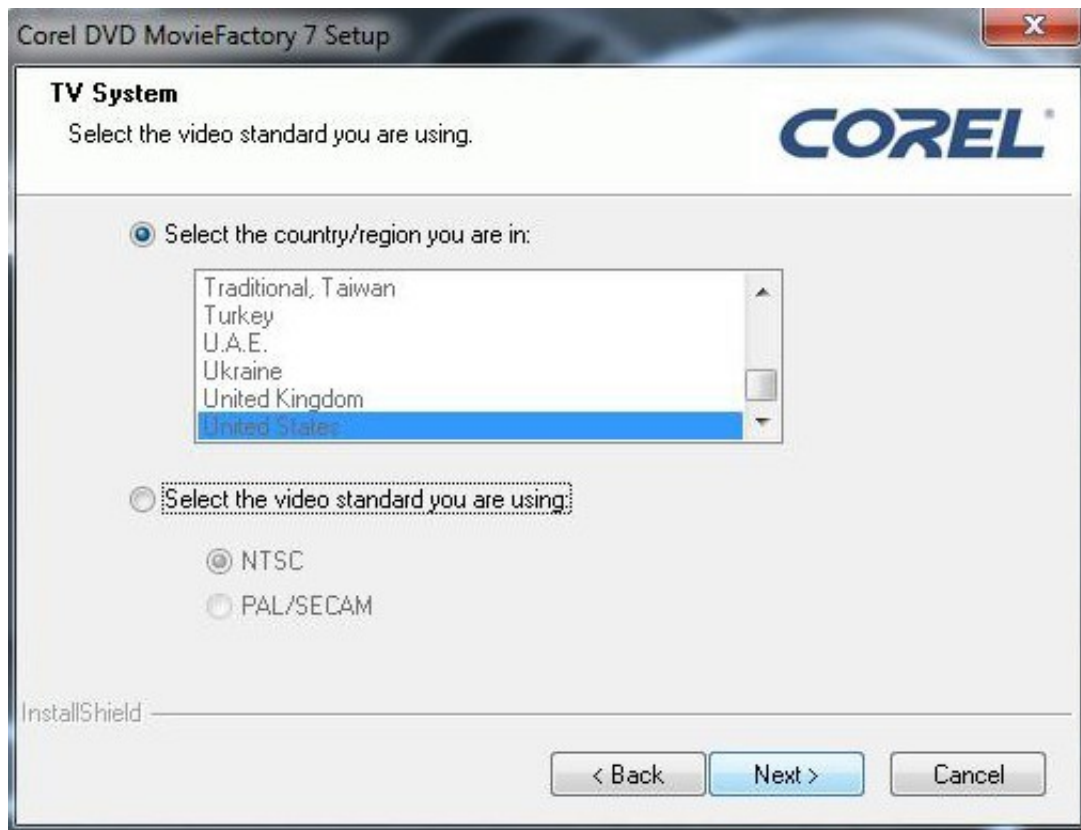 Corel DVD MovieFactory 7 Setup
X
TV System
Select the video standard you are using.
COREL
Select the country/region you are in:
Traditional, Taiwan
Turkey
U.A.E.
Ukraine
United Kingdom
United States
Select the video standard you are using:
NTSC
PAL/SECAM
InstallShield
< Back
Next >
Cancel